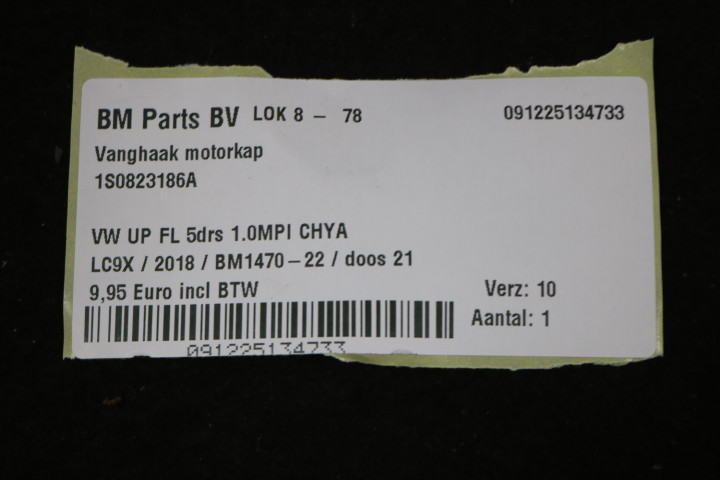 BM Parts BV LOK 8 - 78 091225134733
Vanghaak motorkap
1S0823186A
VW UP FL 5drs 1.0MPI CHYA
LC9X / 2018 / BM1470-22 / doos 21
9,95 Euro incl BTW Verz: 10
Aantal: 1
091225134733